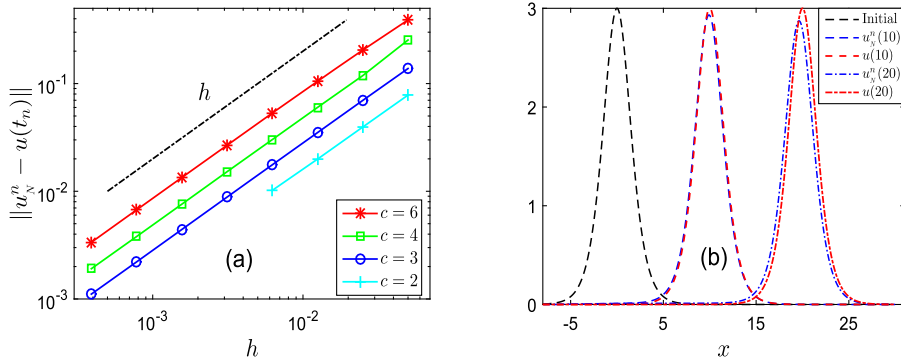 10^{-1}
10^{-2}
10^{-3}
10^{-3}
10^{-2}
‖u_N^n − u(t_n)‖
h
h
(a)
c = 6
c = 4
c = 3
c = 2
3
2
1
0
-5
5
15
25
x
(b)
Initial
u_N^n(10)
u(10)
u_N^n(20)
u(20)